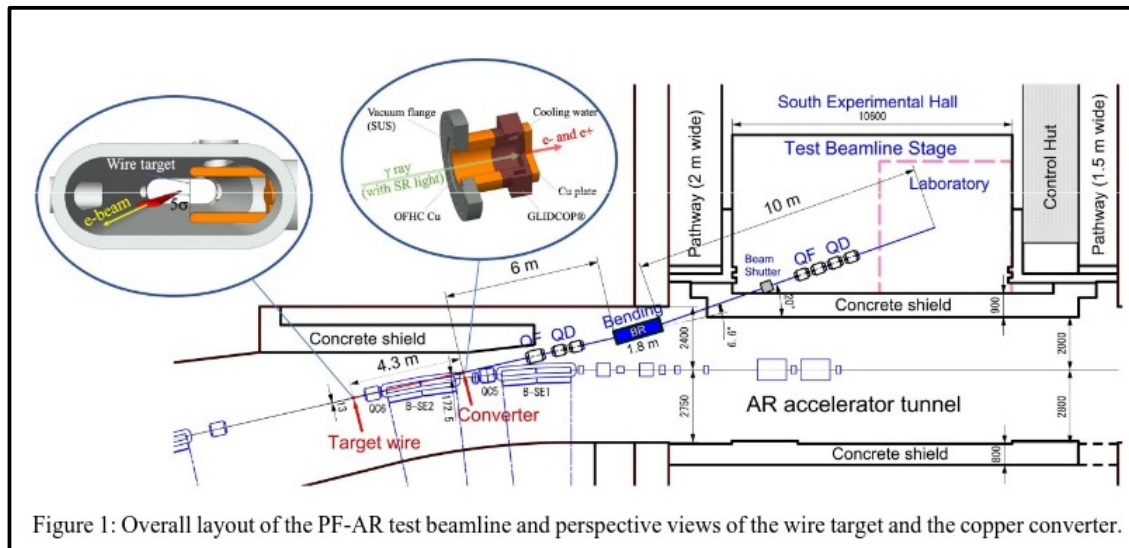 Vacuum flange
(SUS)
Cooling water
e- and e+
γ ray
(with SR light)
Cu plate
OFHC Cu
GLIDCOP®
Wire target
5σ
e-beam
Pathway (2 m wide)
South Experimental Hall
10600
Test Beamline Stage
Laboratory
Control Hut
Pathway (1.5 m wide)
10 m
6 m
Beam
Shutter
QF QD
20°
Concrete shield
900
Concrete shield
4.3 m
QF QD
Bending
BR
1.8 m
6.6°
2400
2000
13
QC6
B-SE2
172.5
QC5
B-SE1
Converter
Target wire
2750
AR accelerator tunnel
2800
Concrete shield
800
Figure 1: Overall layout of the PF-AR test beamline and perspective views of the wire target and the copper converter.